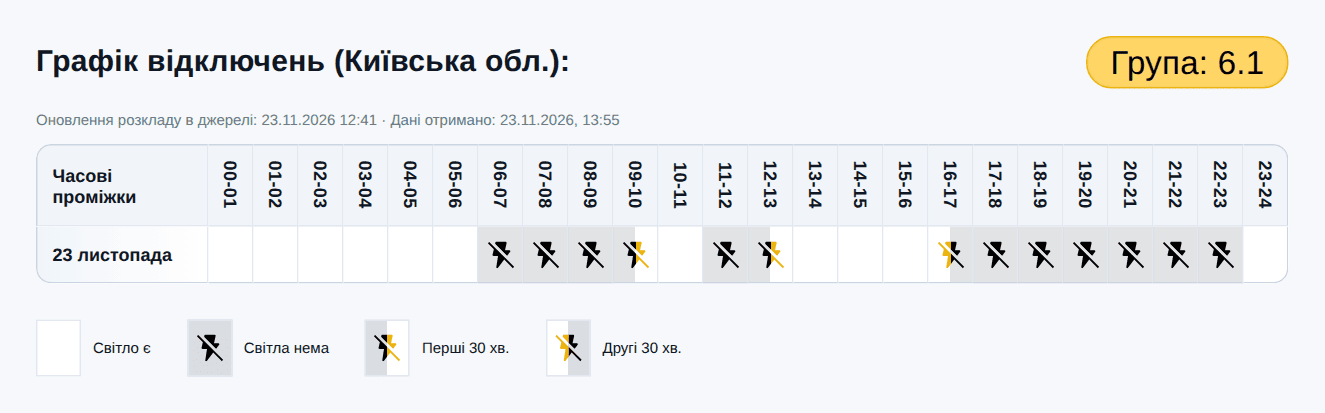 Графік відключень (Київська обл.):
Група: 6.1
Оновлення розкладу в джерелі: 23.11.2026 12:41 · Дані отримано: 23.11.2026, 13:55
Часові
проміжки
00-01
01-02
02-03
03-04
04-05
05-06
06-07
07-08
08-09
09-10
10-11
11-12
12-13
13-14
14-15
15-16
16-17
17-18
18-19
19-20
20-21
21-22
22-23
23-24
23 листопада
Світло є
Світла нема
Перші 30 хв.
Другі 30 хв.